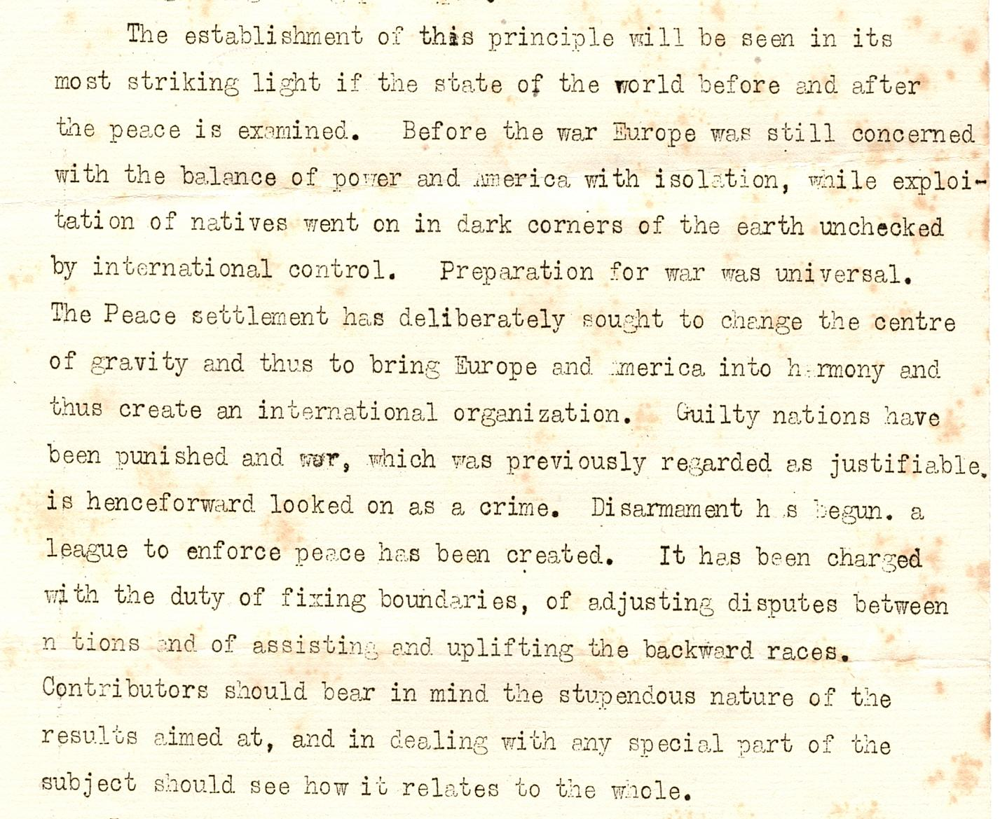 The establishment of this principle will be seen in its
most striking light if the state of the world before and after
the peace is examined. Before the war Europe was still concerned
with the balance of power and America with isolation, while exploi-
tation of natives went on in dark corners of the earth unchecked
by international control. Preparation for war was universal.
The Peace settlement has deliberately sought to change the centre
of gravity and thus to bring Europe and America into harmony and
thus create an international organization. Guilty nations have
been punished and war, which was previously regarded as justifiable.
is henceforward looked on as a crime. Disarmament has begun. a
league to enforce peace has been created. It has been charged
with the duty of fixing boundaries, of adjusting disputes between
nations and of assisting and uplifting the backward races.
Contributors should bear in mind the stupendous nature of the
results aimed at, and in dealing with any special part of the
subject should see how it relates to the whole.